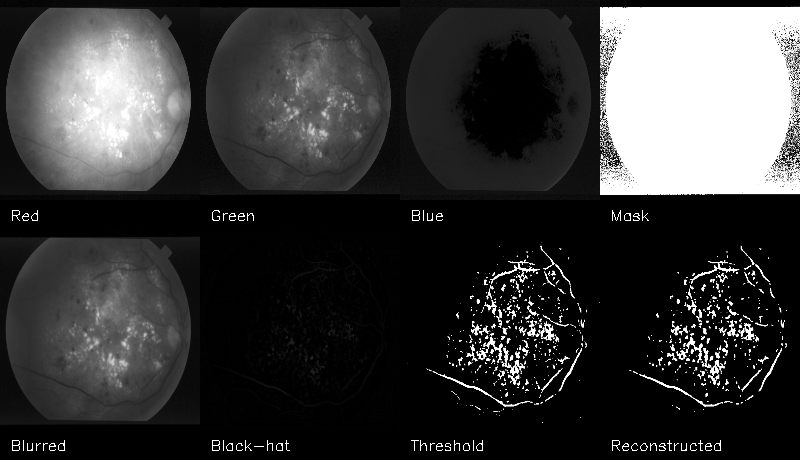 Red
Green
Blue
Mask
Blurred
Black-hat
Threshold
Reconstructed